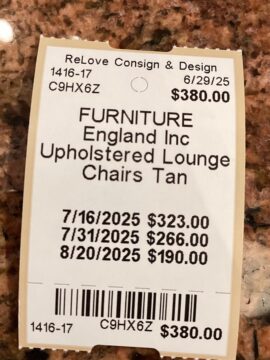 ReLove Consign & Design
1416-17 6/29/25
C9HX6Z $380.00
FURNITURE
England Inc
Upholstered Lounge
Chairs Tan
7/16/2025 $323.00
7/31/2025 $266.00
8/20/2025 $190.00
1416-17 C9HX6Z $380.00